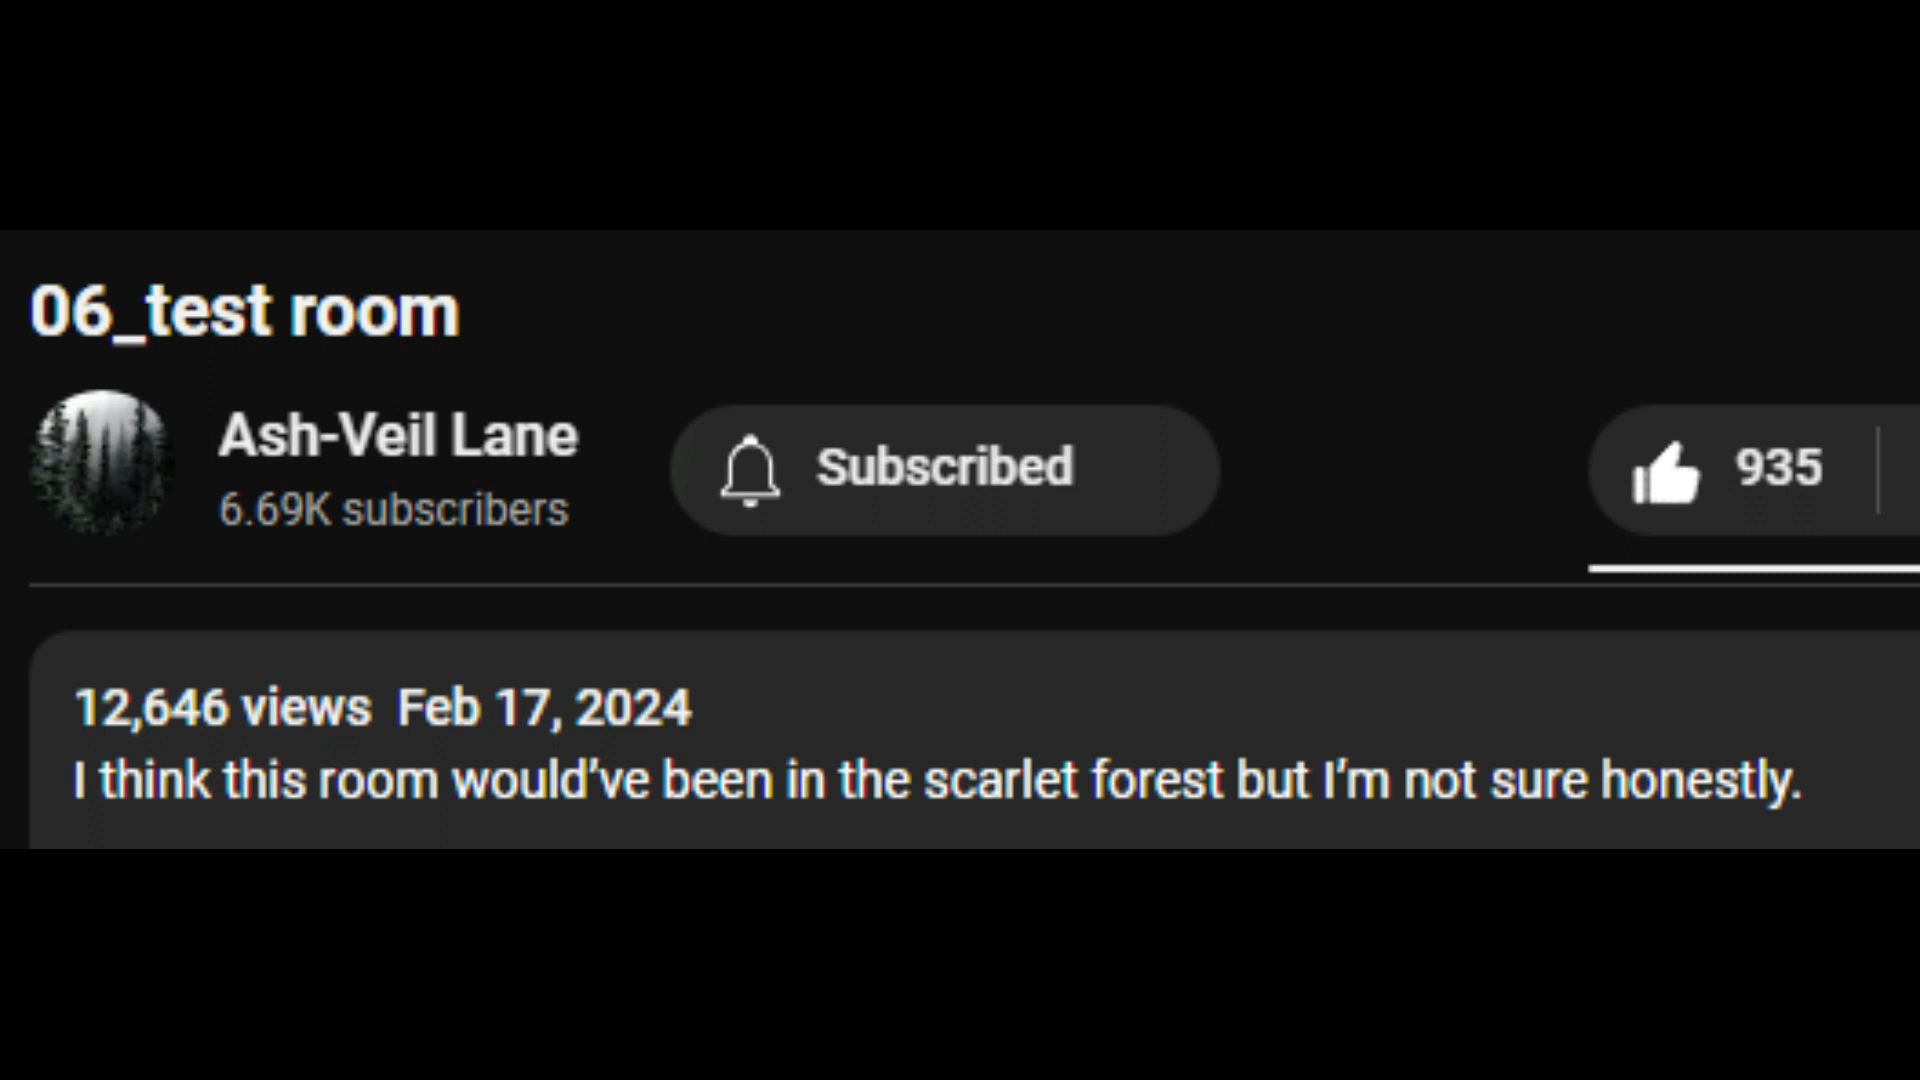 06_test room
Ash-Veil Lane
6.69K subscribers
Subscribed
935
12,646 views  Feb 17, 2024
I think this room would’ve been in the scarlet forest but I’m not sure honestly.